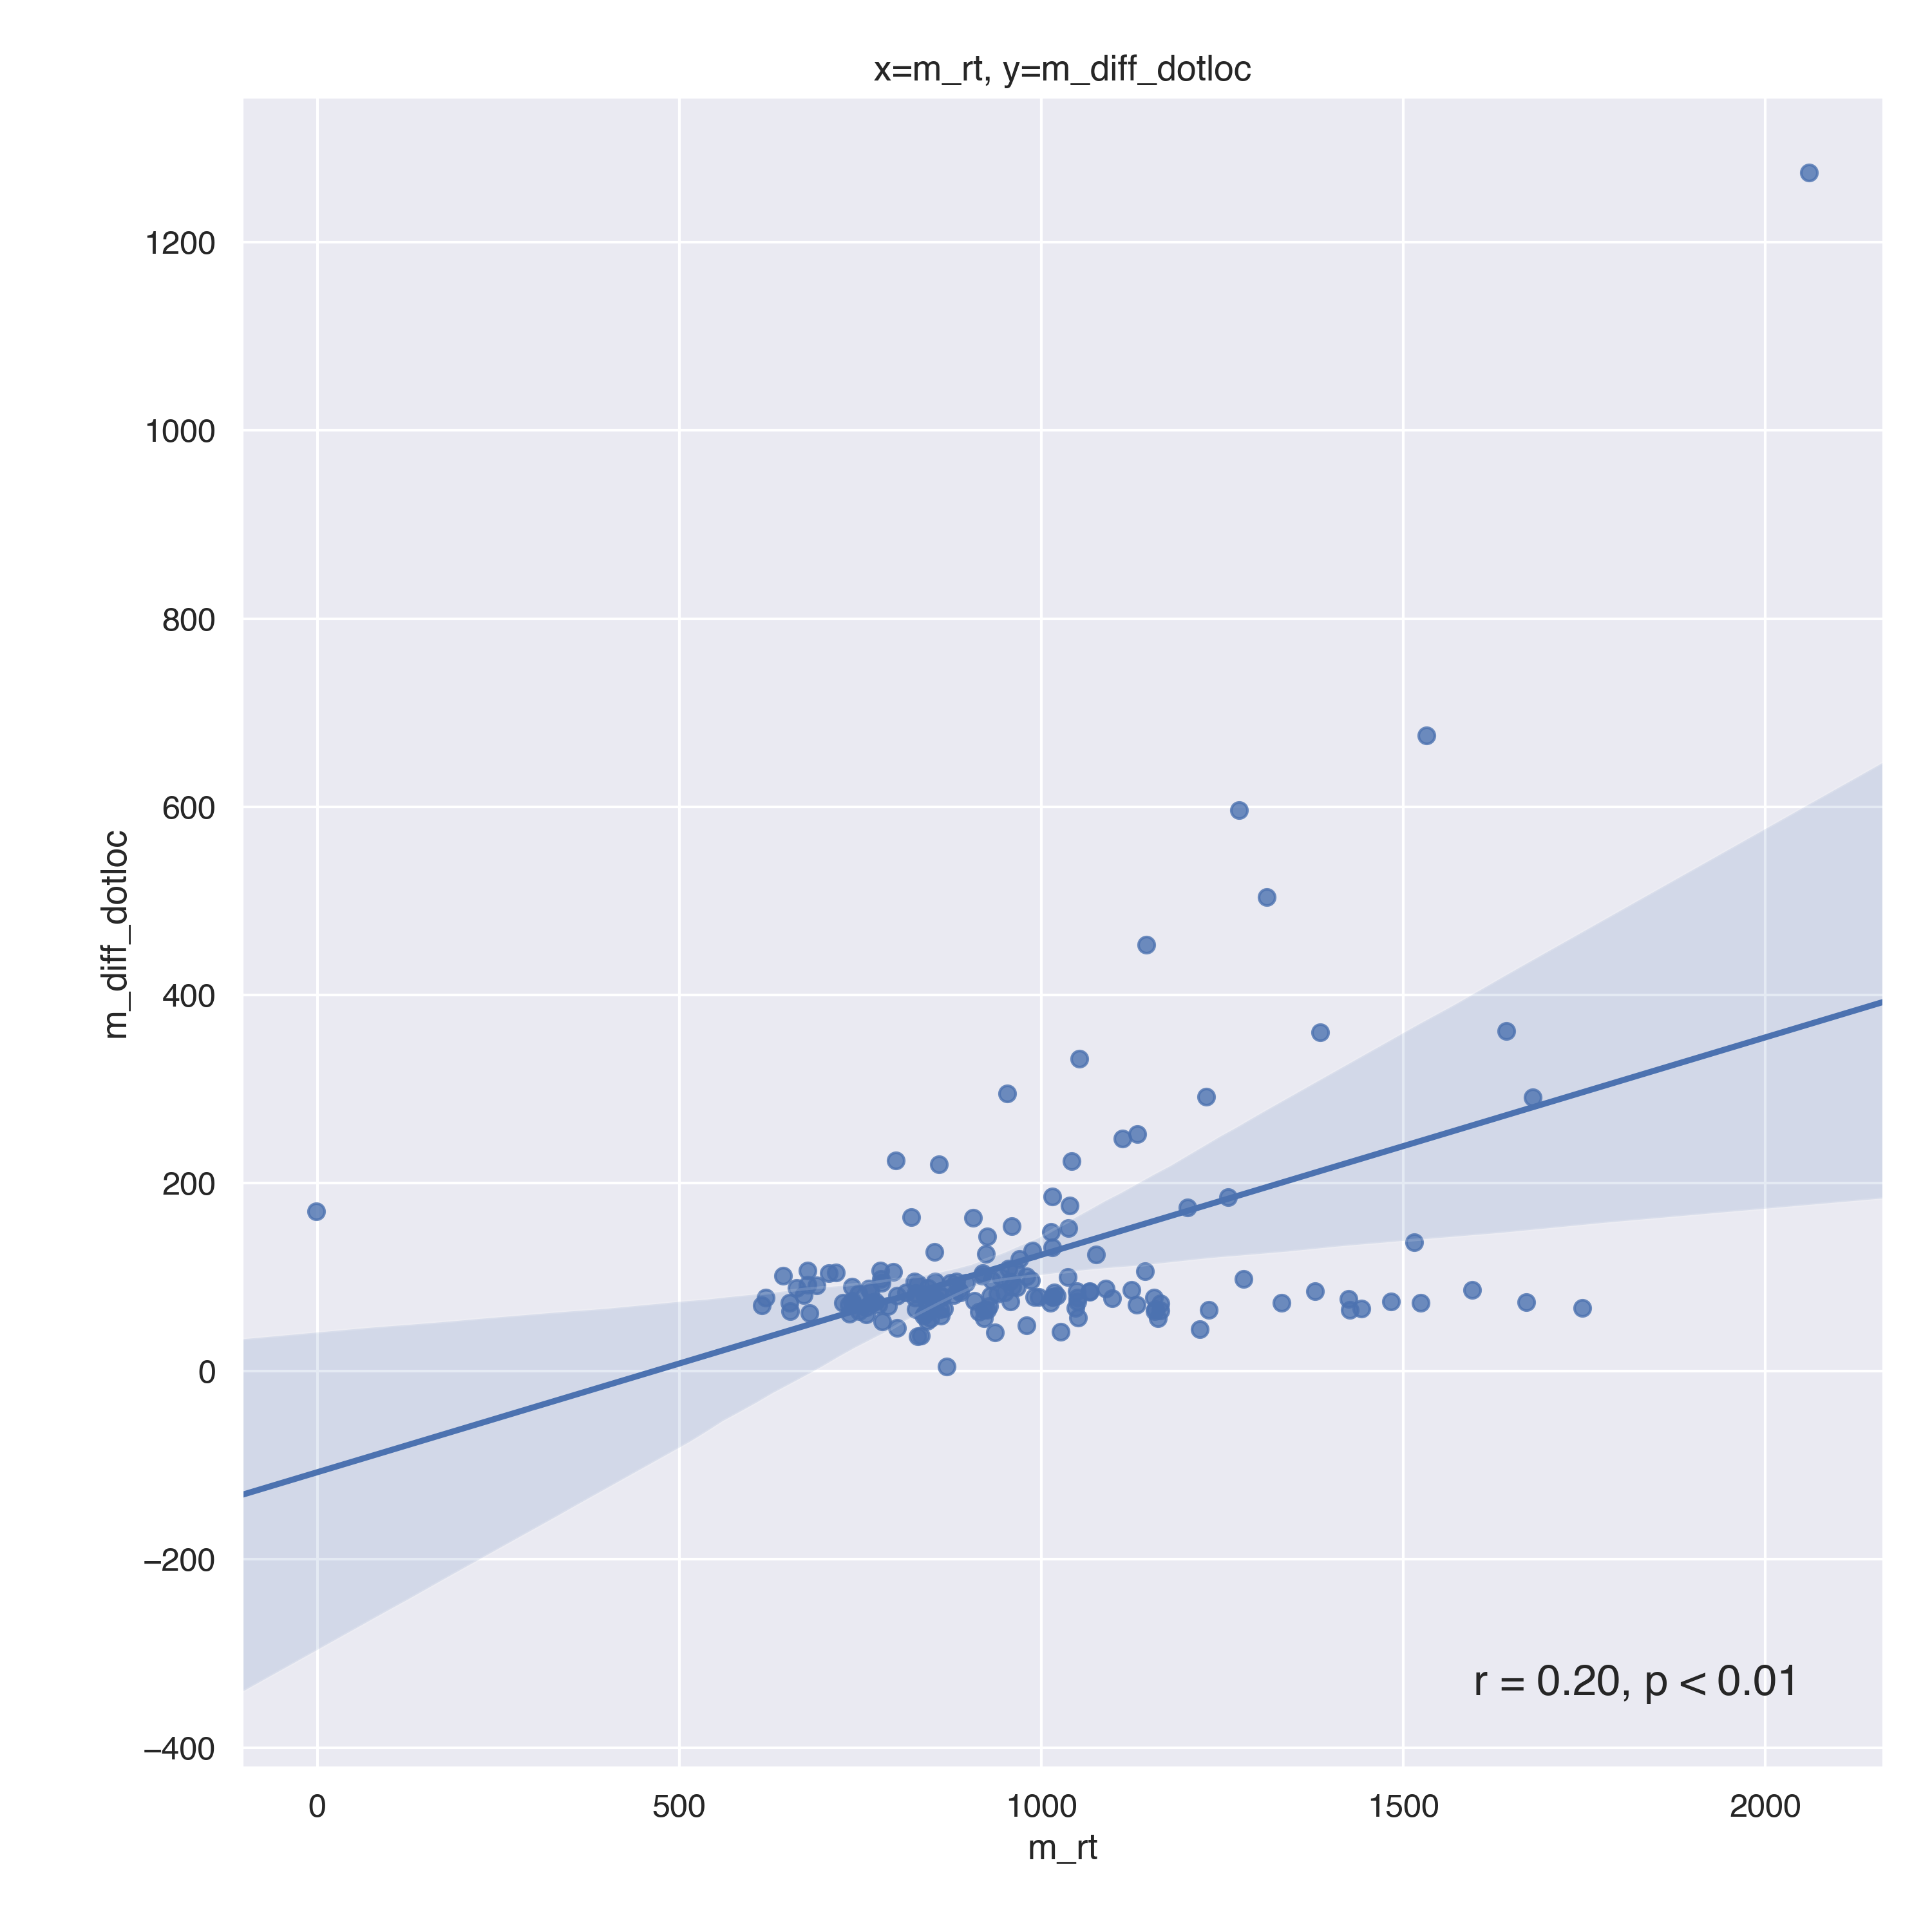 x=m_rt, y=m_diff_dotloc
1200
1000
800
600
400
200
0
−200
−400
m_diff_dotloc
r = 0.20, p < 0.01
0 500 1000 1500 2000
m_rt